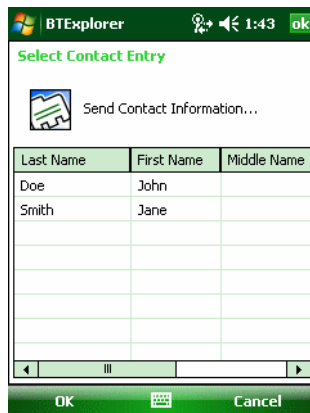 BTExplorer 1:43 ok
Select Contact Entry
Send Contact Information...
Last Name First Name Middle Name
Doe John
Smith Jane
OK Cancel